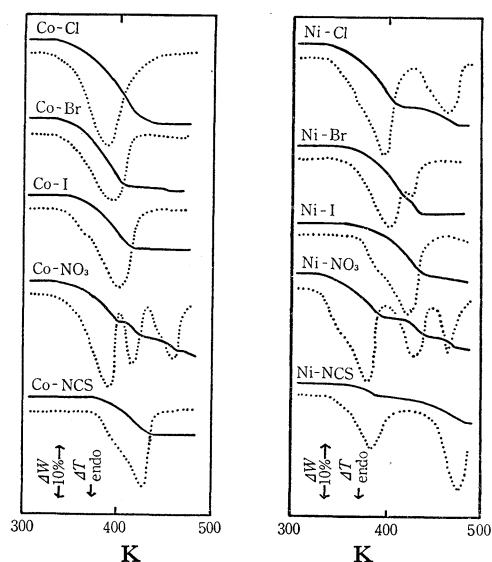 Co-Cl
Co-Br
Co-I
Co-NO₃
Co-NCS
ΔW
10%
ΔT
endo
300 400 500
K
Ni-Cl
Ni-Br
Ni-I
Ni-NO₃
Ni-NCS
ΔW
10%
ΔT
endo
300 400 500
K